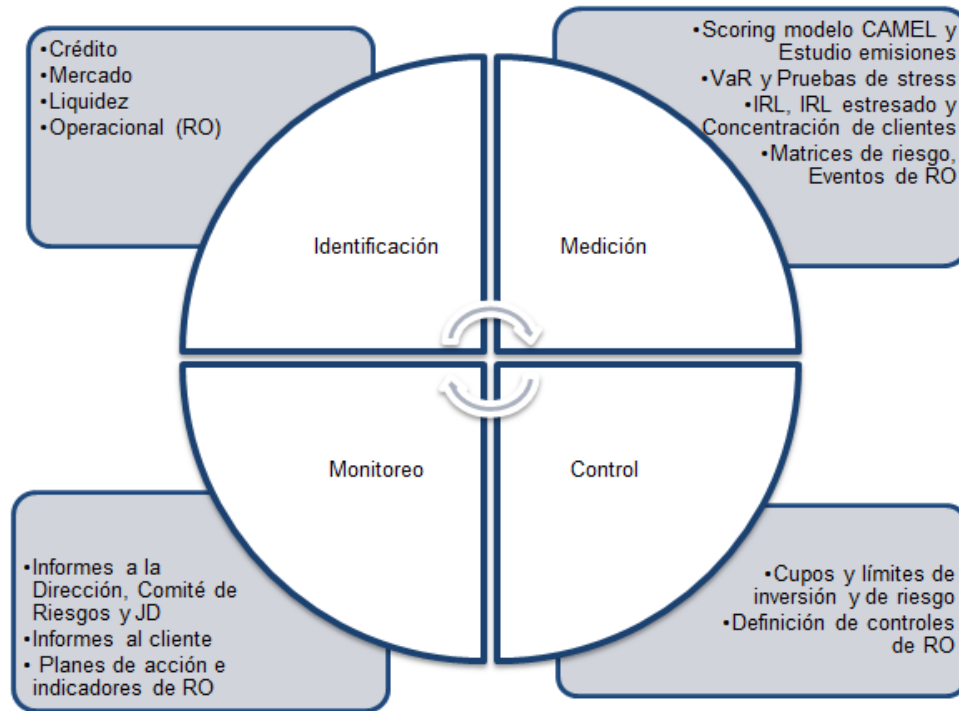 •Crédito
•Mercado
•Liquidez
•Operacional (RO)
•Scoring modelo CAMEL y
Estudio emisiones
•VaR y Pruebas de stress
•IRL, IRL estresado y
Concentración de clientes
•Matrices de riesgo,
Eventos de RO
Identificación
Medición
Monitoreo
Control
•Informes a la
Dirección, Comité de
Riesgos y JD
•Informes al cliente
• Planes de acción e
indicadores de RO
•Cupos y límites de
inversión y de riesgo
•Definición de controles
de RO